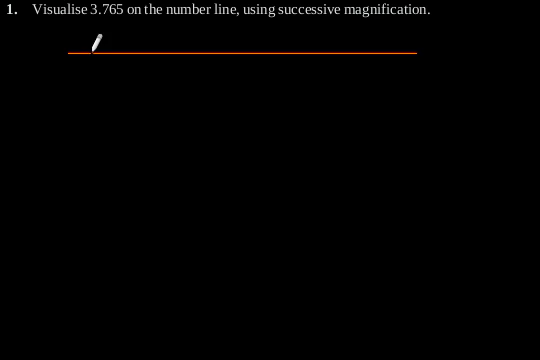 1. Visualise 3.765 on the number line, using successive magnification.